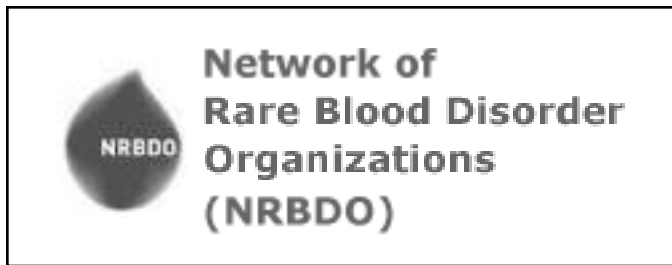 NRBDO
Network of
Rare Blood Disorder
Organizations
(NRBDO)